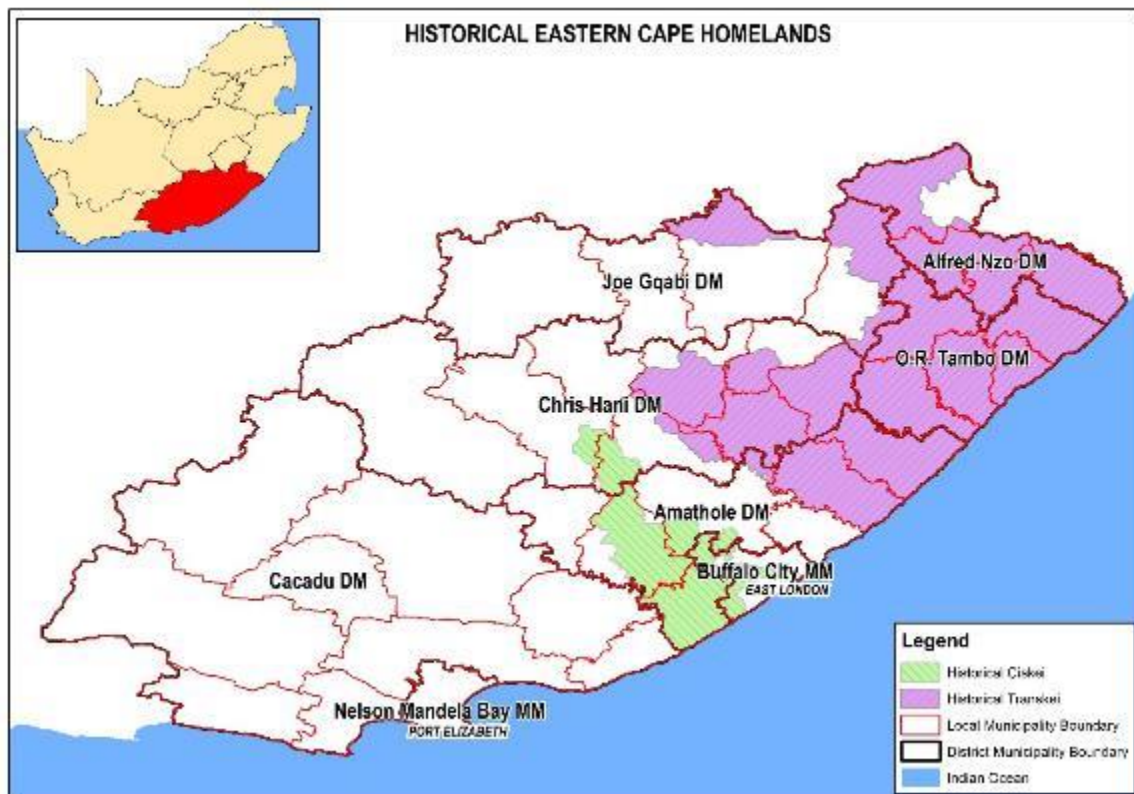 HISTORICAL EASTERN CAPE HOMELANDS
Joe Gqabi DM
Alfred Nzo DM
O.R. Tambo DM
Chris Hani DM
Amathole DM
Buffalo City MM
EAST LONDON
Cacadu DM
Nelson Mandela Bay MM
PORT ELIZABETH
Legend
Historical Ciskei
Historical Transkei
Local Municipality Boundary
District Municipality Boundary
Indian Ocean